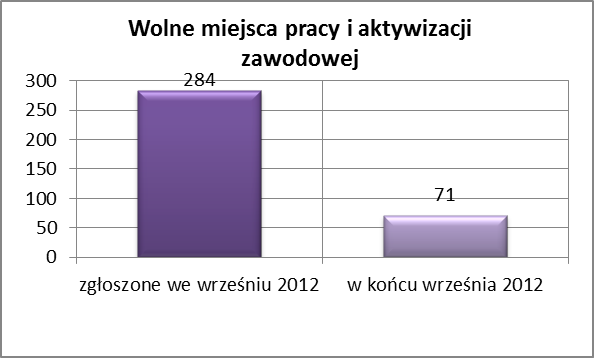 Wolne miejsca pracy i aktywizacji
zawodowej
300
250
200
150
100
50
0
284
71
zgłoszone we wrześniu 2012
w końcu września 2012